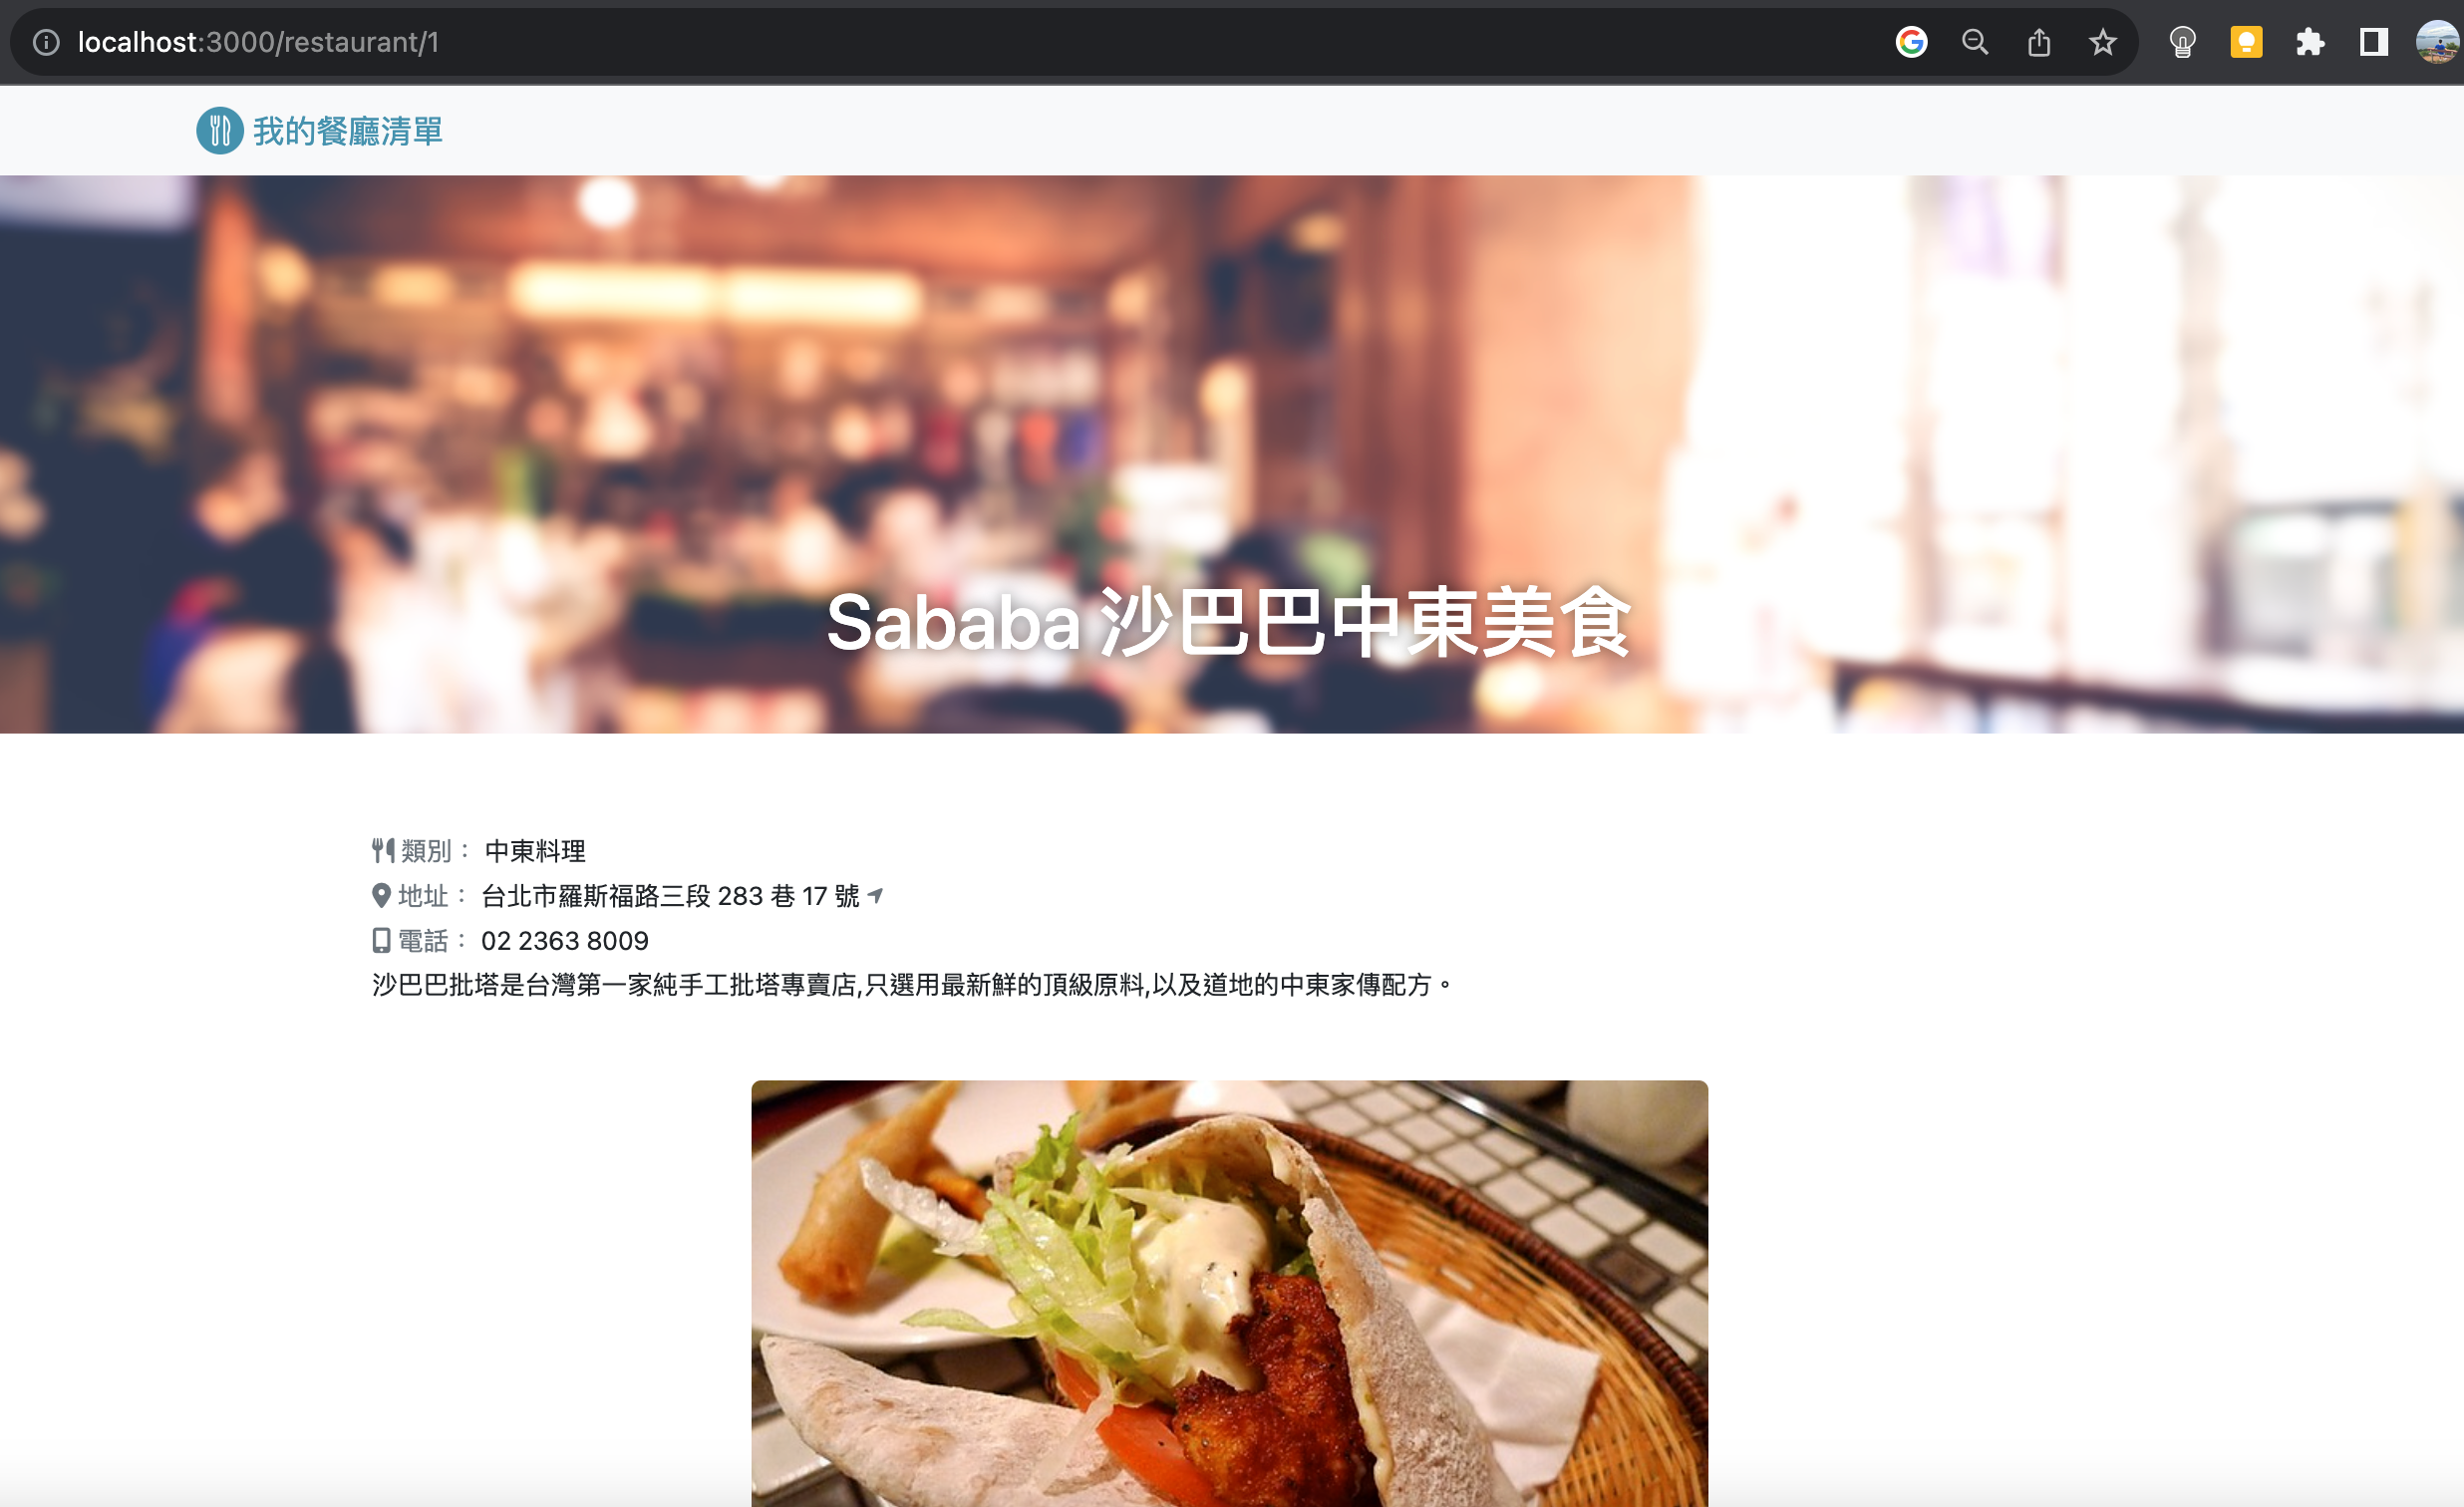 localhost:3000/restaurant/1
我的餐廳清單
Sababa 沙巴巴中東美食
類別： 中東料理
地址： 台北市羅斯福路三段 283 巷 17 號
電話： 02 2363 8009
沙巴巴批塔是台灣第一家純手工批塔專賣店,只選用最新鮮的頂級原料,以及道地的中東家傳配方。